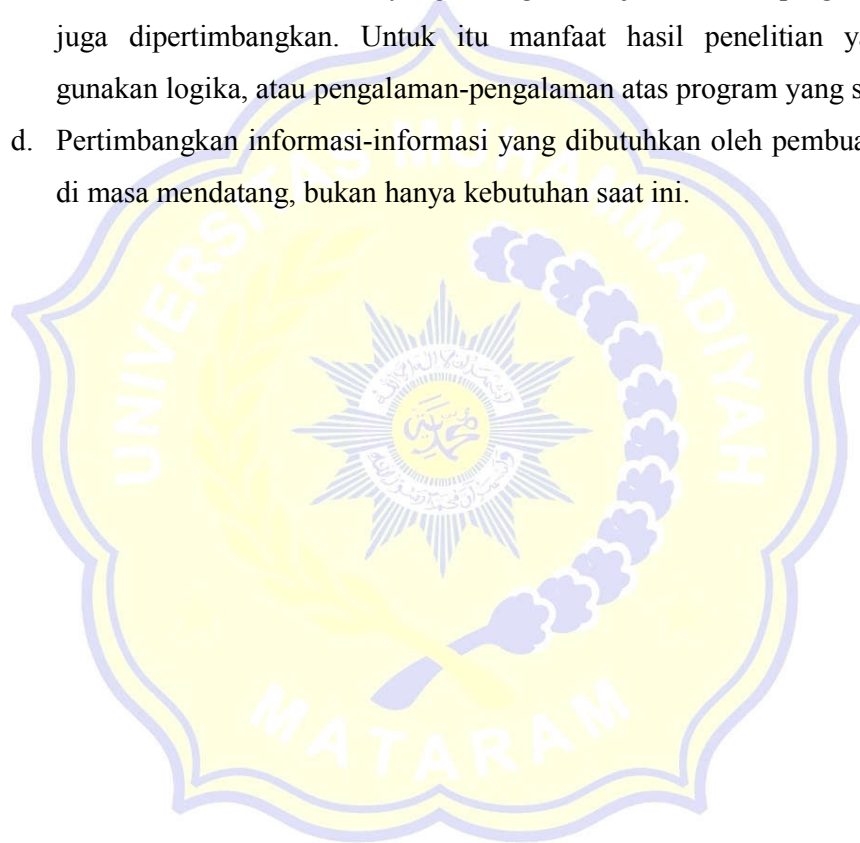 juga dipertimbangkan. Untuk itu manfaat hasil penelitian
gunakan logika, atau pengalaman-pengalaman atas program yang
d. Pertimbangkan informasi-informasi yang dibutuhkan oleh
di masa mendatang, bukan hanya kebutuhan saat ini.
UNIVERSITAS MUHAMMADIYAH
MATARAM